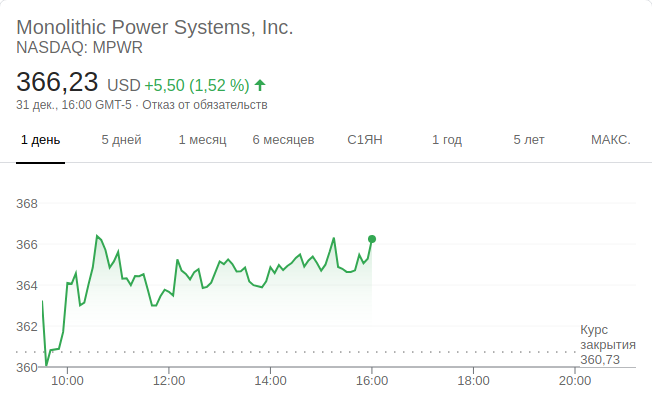 Monolithic Power Systems, Inc.
NASDAQ: MPWR
366,23 USD +5,50 (1,52 %)
31 дек., 16:00 GMT-5 · Отказ от обязательств
1 день 5 дней 1 месяц 6 месяцев С1ЯН 1 год 5 лет МАКС.
368
366
364
362
Курс
закрытия
360,73
360
10:00 12:00 14:00 16:00 18:00 20:00